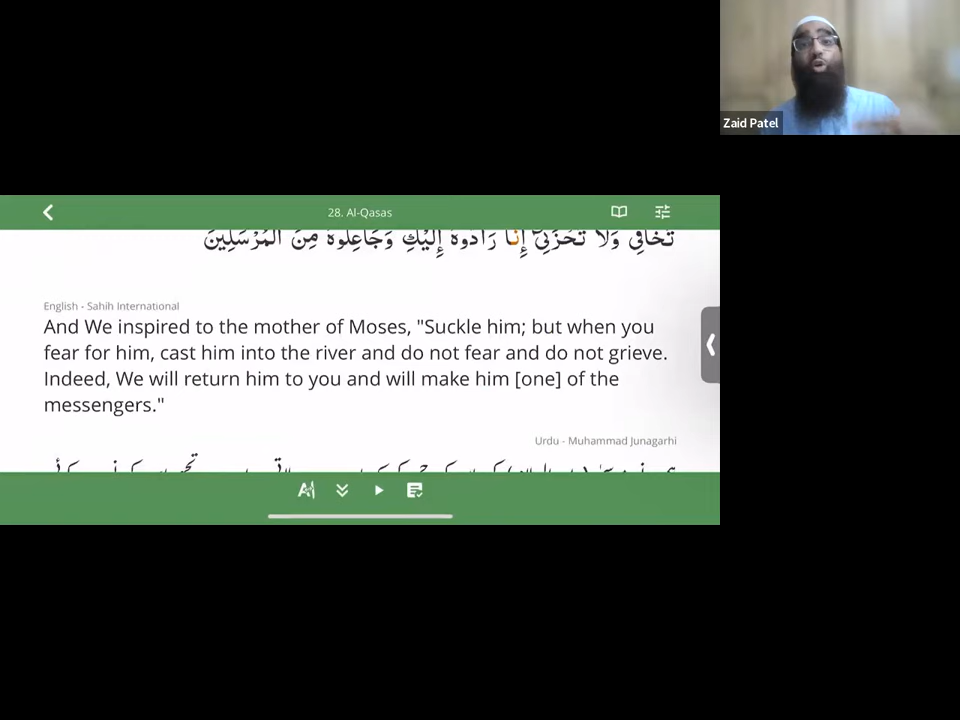 Zaid Patel
28. Al-Qasas
تَخَافِي وَلَا تَحْزَنِي إِنَّا رَادُّوهُ إِلَيْكِ وَجَاعِلُوهُ مِنَ الْمُرْسَلِينَ
English - Sahih International
And We inspired to the mother of Moses, "Suckle him; but when you
fear for him, cast him into the river and do not fear and do not grieve.
Indeed, We will return him to you and will make him [one] of the
messengers."
Urdu - Muhammad Junagarhi